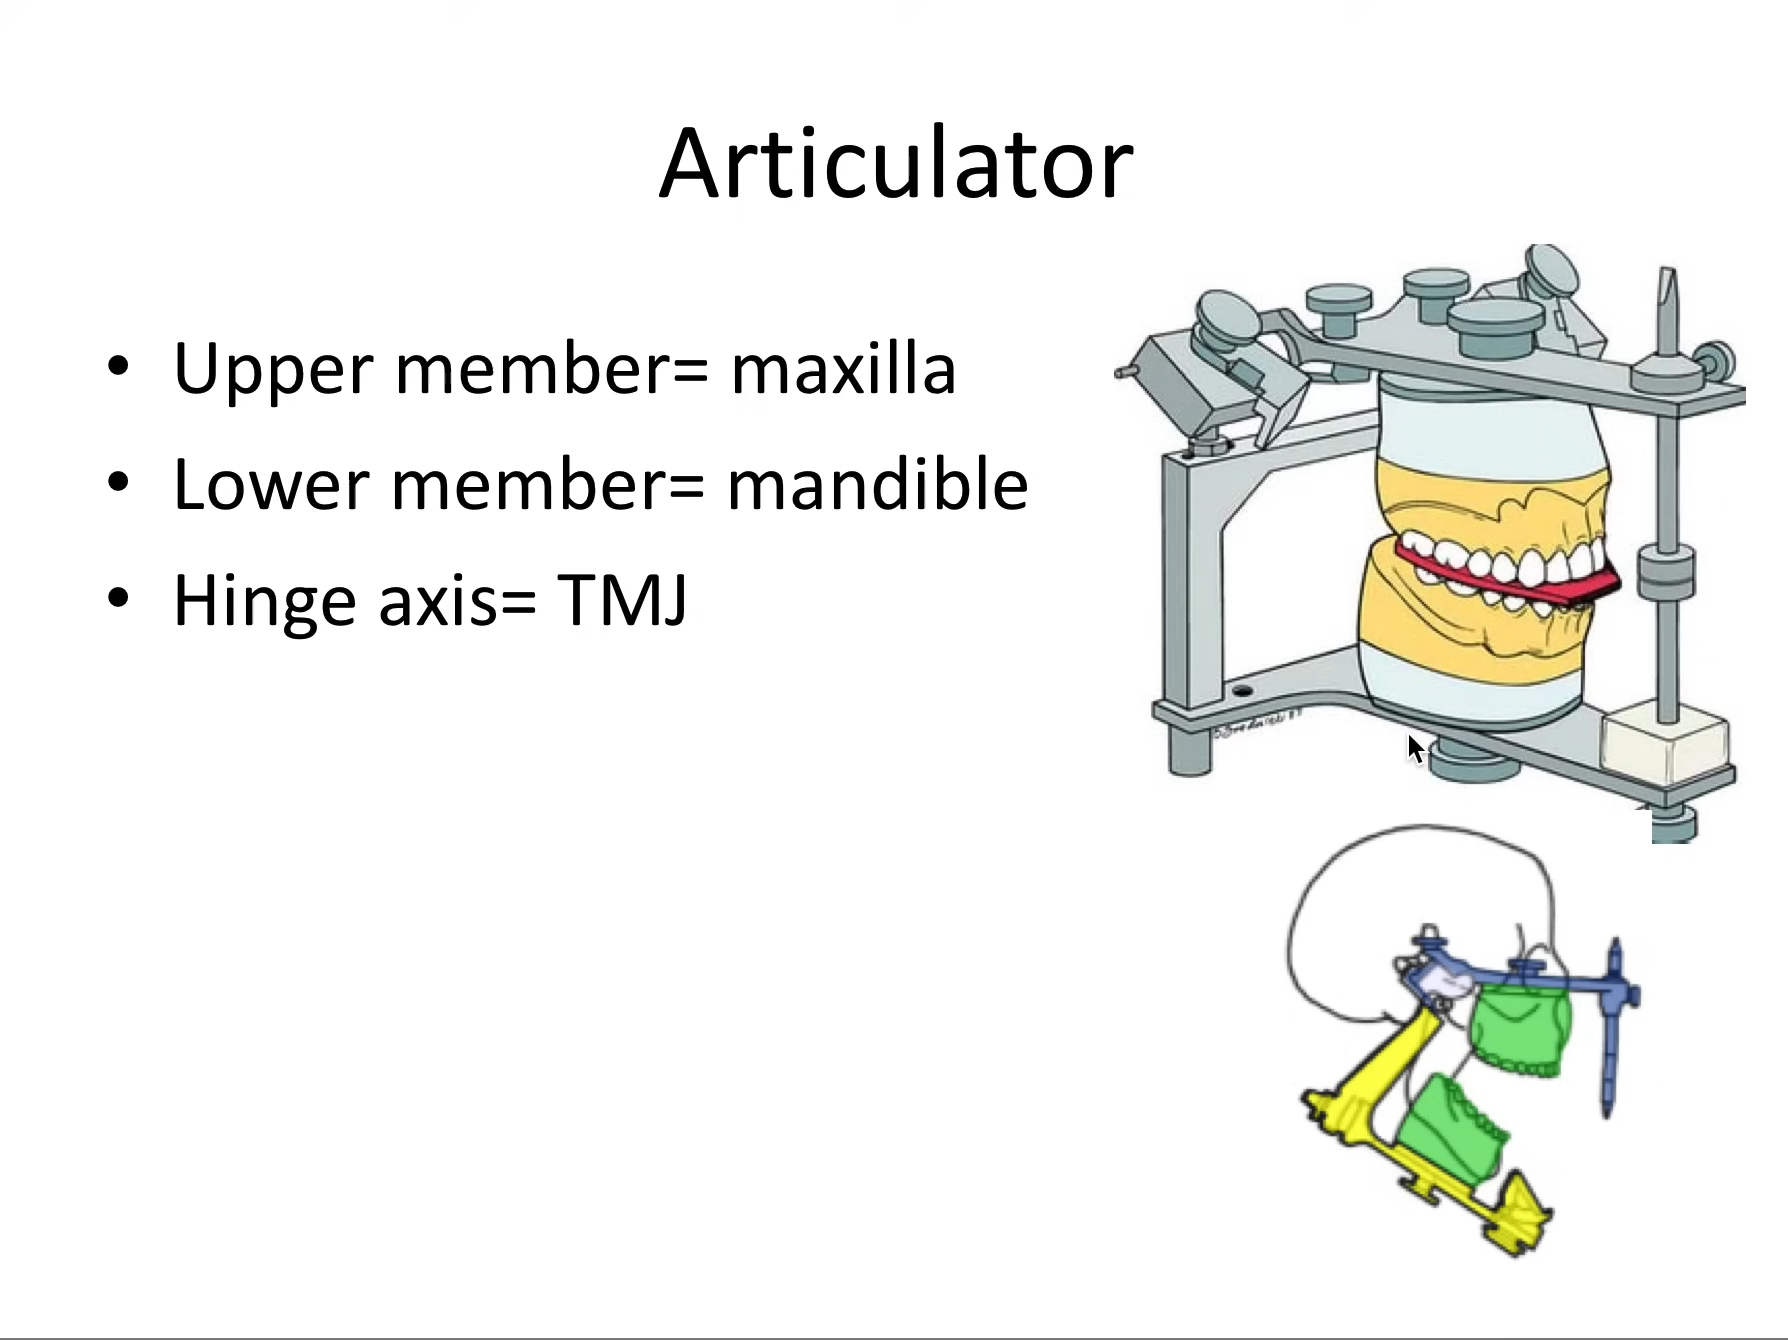 Articulator
• Upper member= maxilla
• Lower member= mandible
• Hinge axis= TMJ